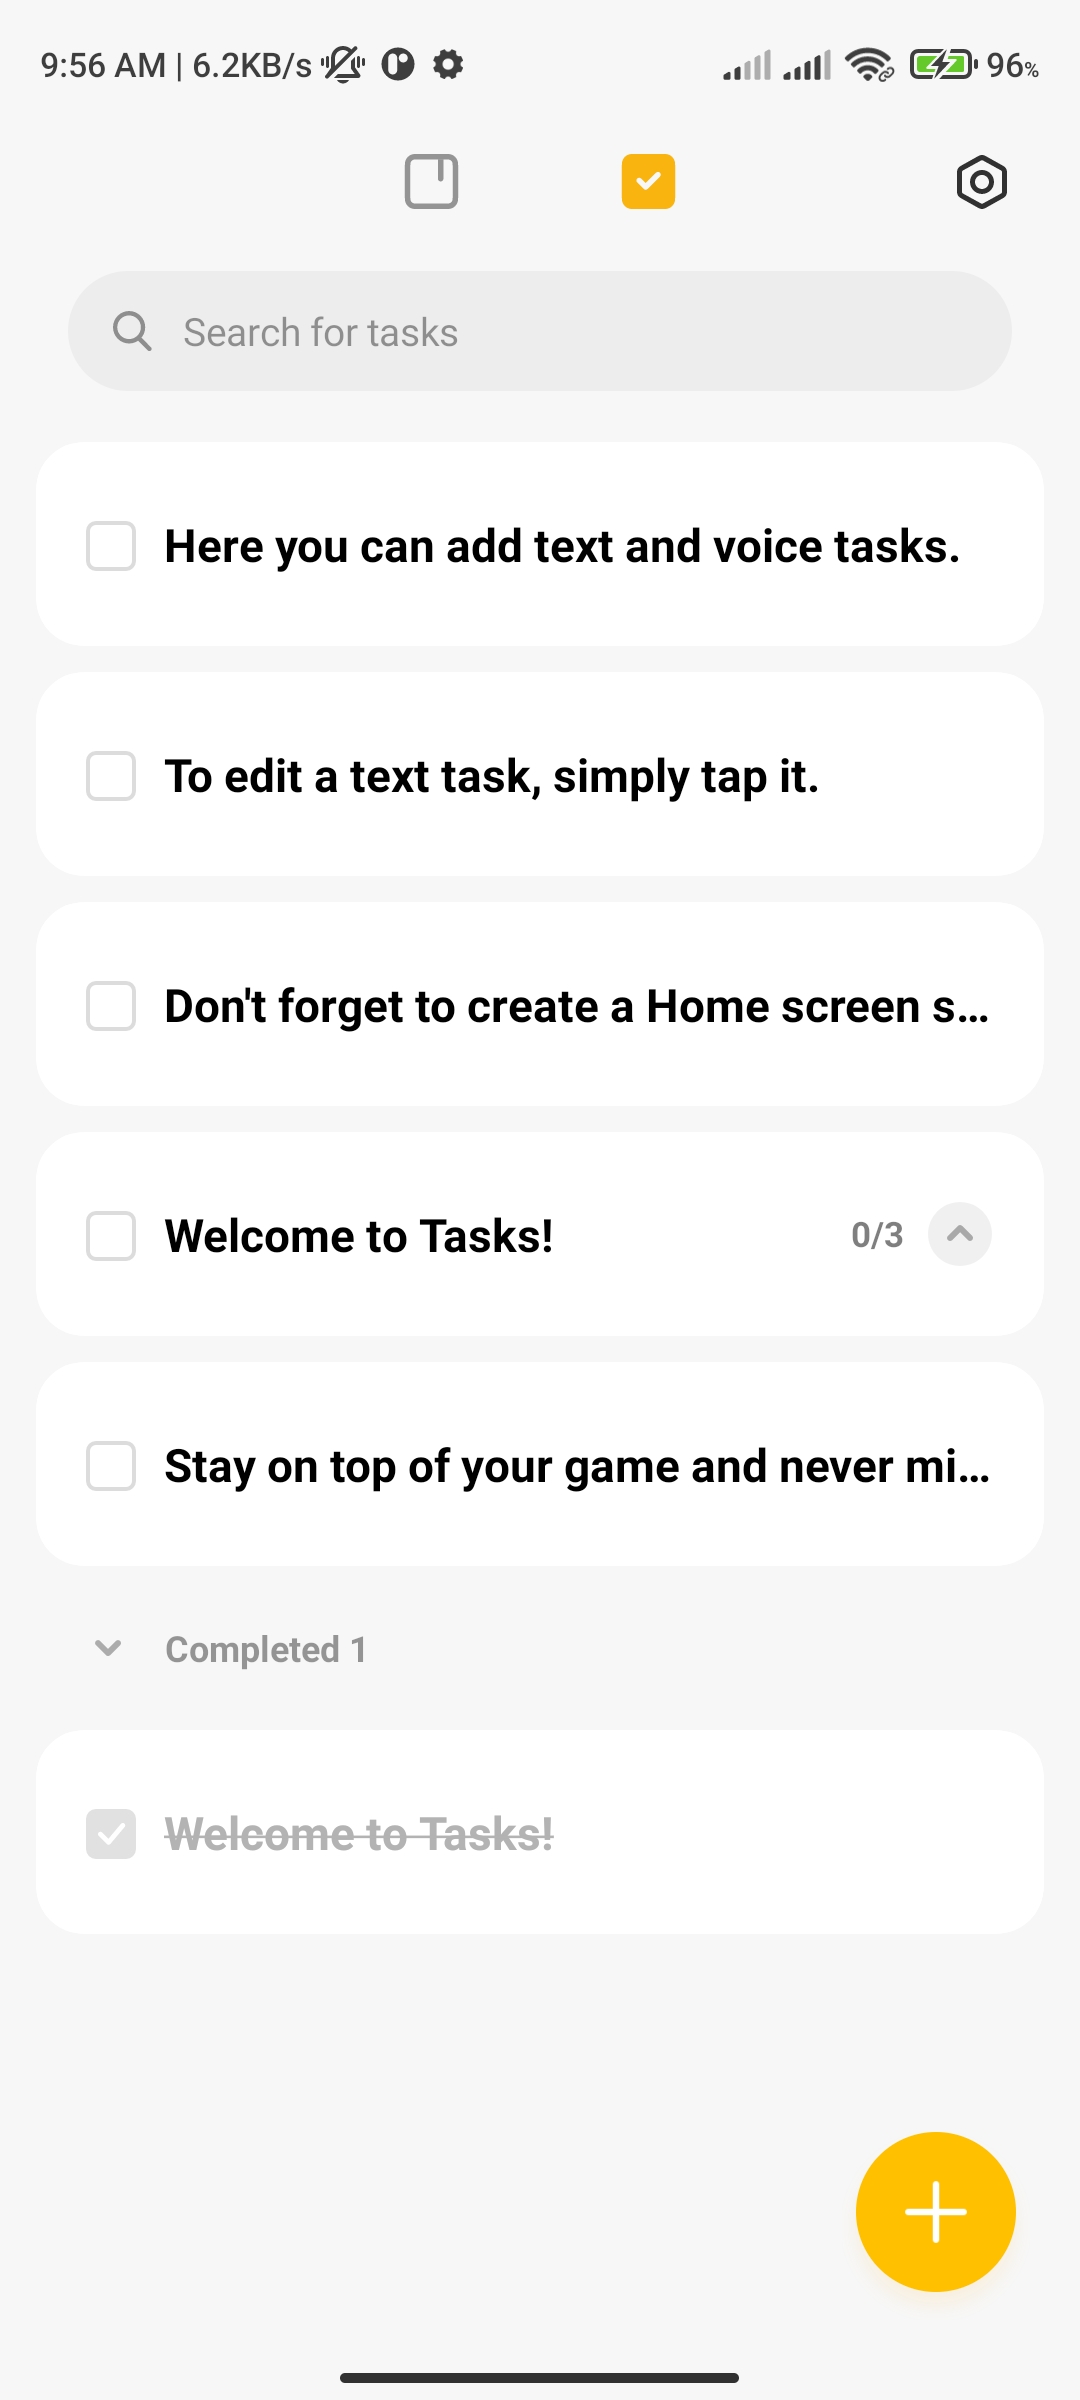 9:56 AM | 6.2KB/s 96%
Search for tasks
Here you can add text and voice tasks.
To edit a text task, simply tap it.
Don't forget to create a Home screen s...
Welcome to Tasks! 0/3
Stay on top of your game and never mi...
Completed 1
Welcome to Tasks!